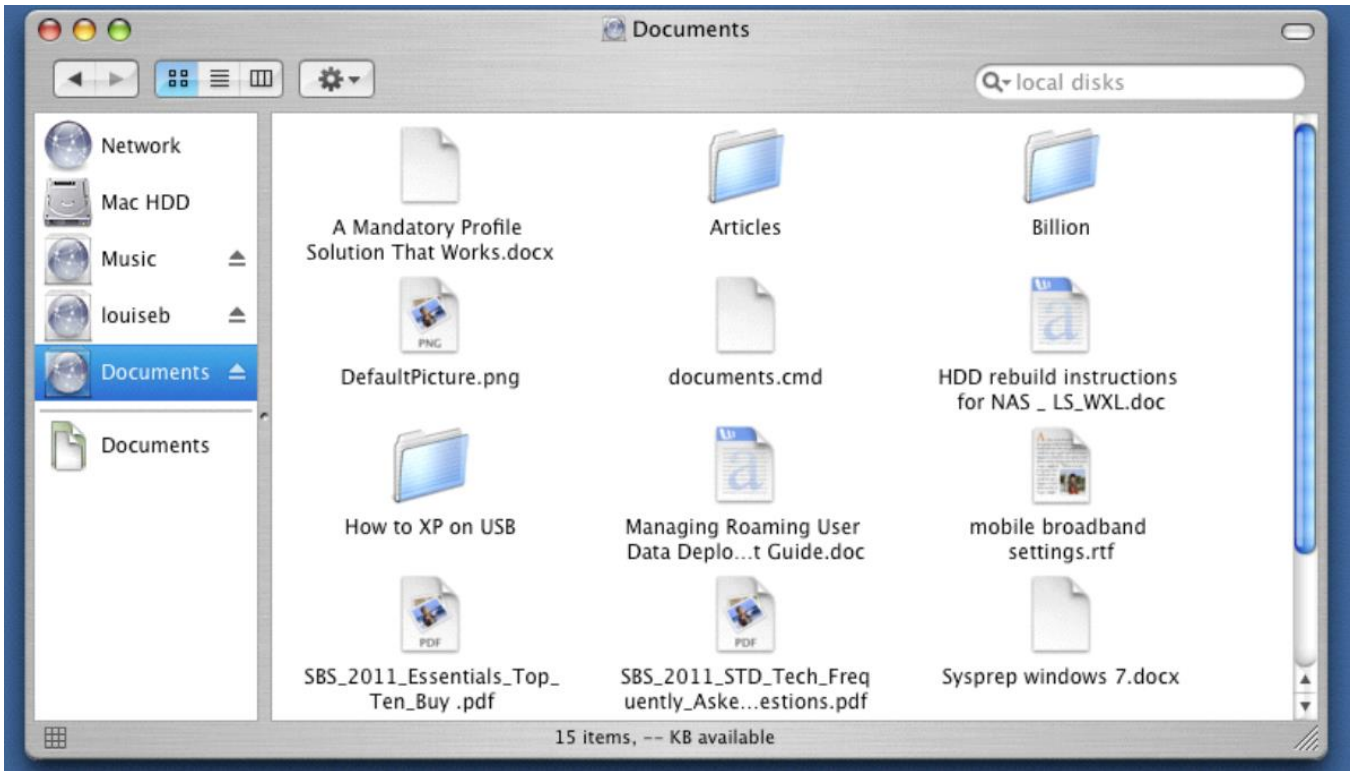 Documents
local disks
Network
Mac HDD
Music
louiseb
Documents
Documents
A Mandatory Profile
Solution That Works.docx
Articles
Billion
PNG
DefaultPicture.png
documents.cmd
HDD rebuild instructions
for NAS _ LS_WXL.doc
How to XP on USB
Managing Roaming User
Data Deplo...t Guide.doc
mobile broadband
settings.rtf
PDF
SBS_2011_Essentials_Top_
Ten_Buy .pdf
PDF
SBS_2011_STD_Tech_Freq
uently_Aske...estions.pdf
Sysprep windows 7.docx
15 items, -- KB available